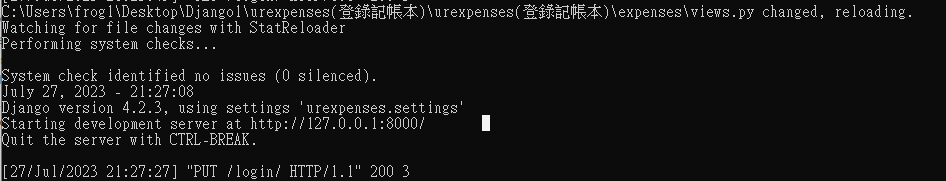 C:\Users\frog1\Desktop\Django1\urexpenses(登錄記帳本)\urexpenses(登錄記帳本)\expenses\views.py changed, reloading.
Watching for file changes with StatReloader
Performing system checks...
System check identified no issues (0 silenced).
July 27, 2023 - 21:27:08
Django version 4.2.3, using settings 'urexpenses.settings'
Starting development server at http://127.0.0.1:8000/
Quit the server with CTRL-BREAK.
[27/Jul/2023 21:27:27] "PUT /login/ HTTP/1.1" 200 3